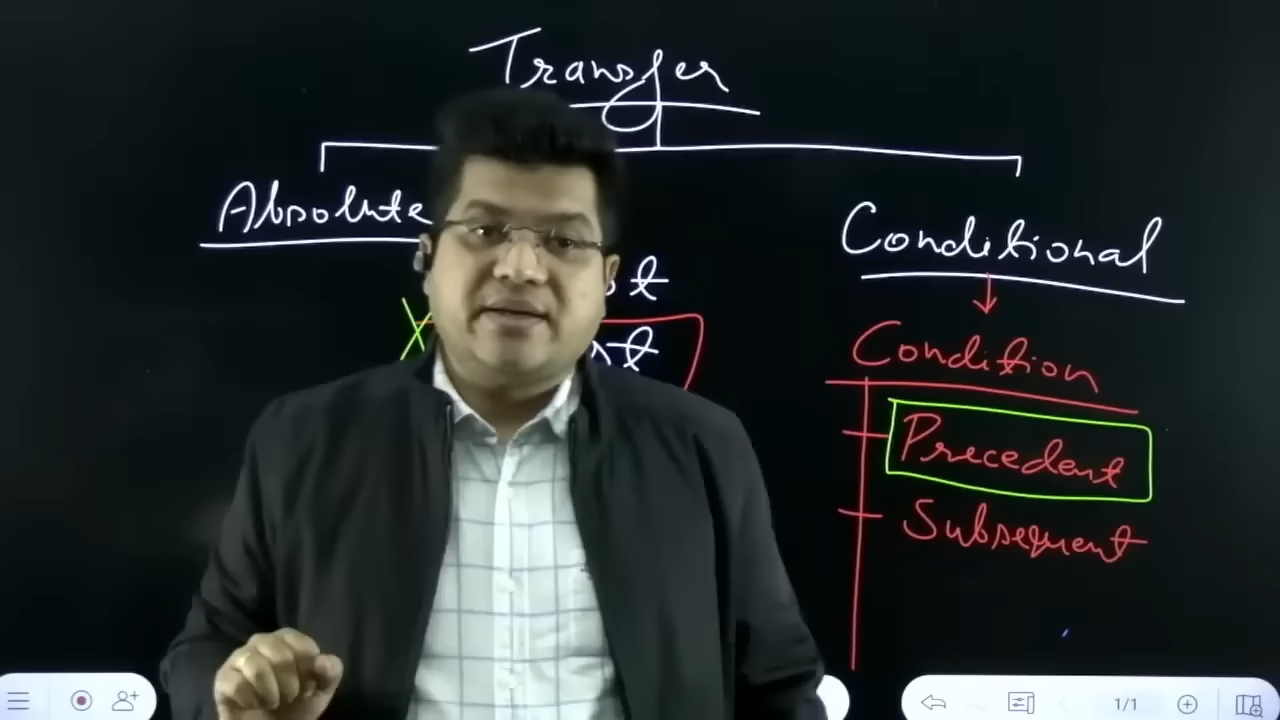 Transfer
Absolute
Conditional
Condition
Precedent
Subsequent
1/1